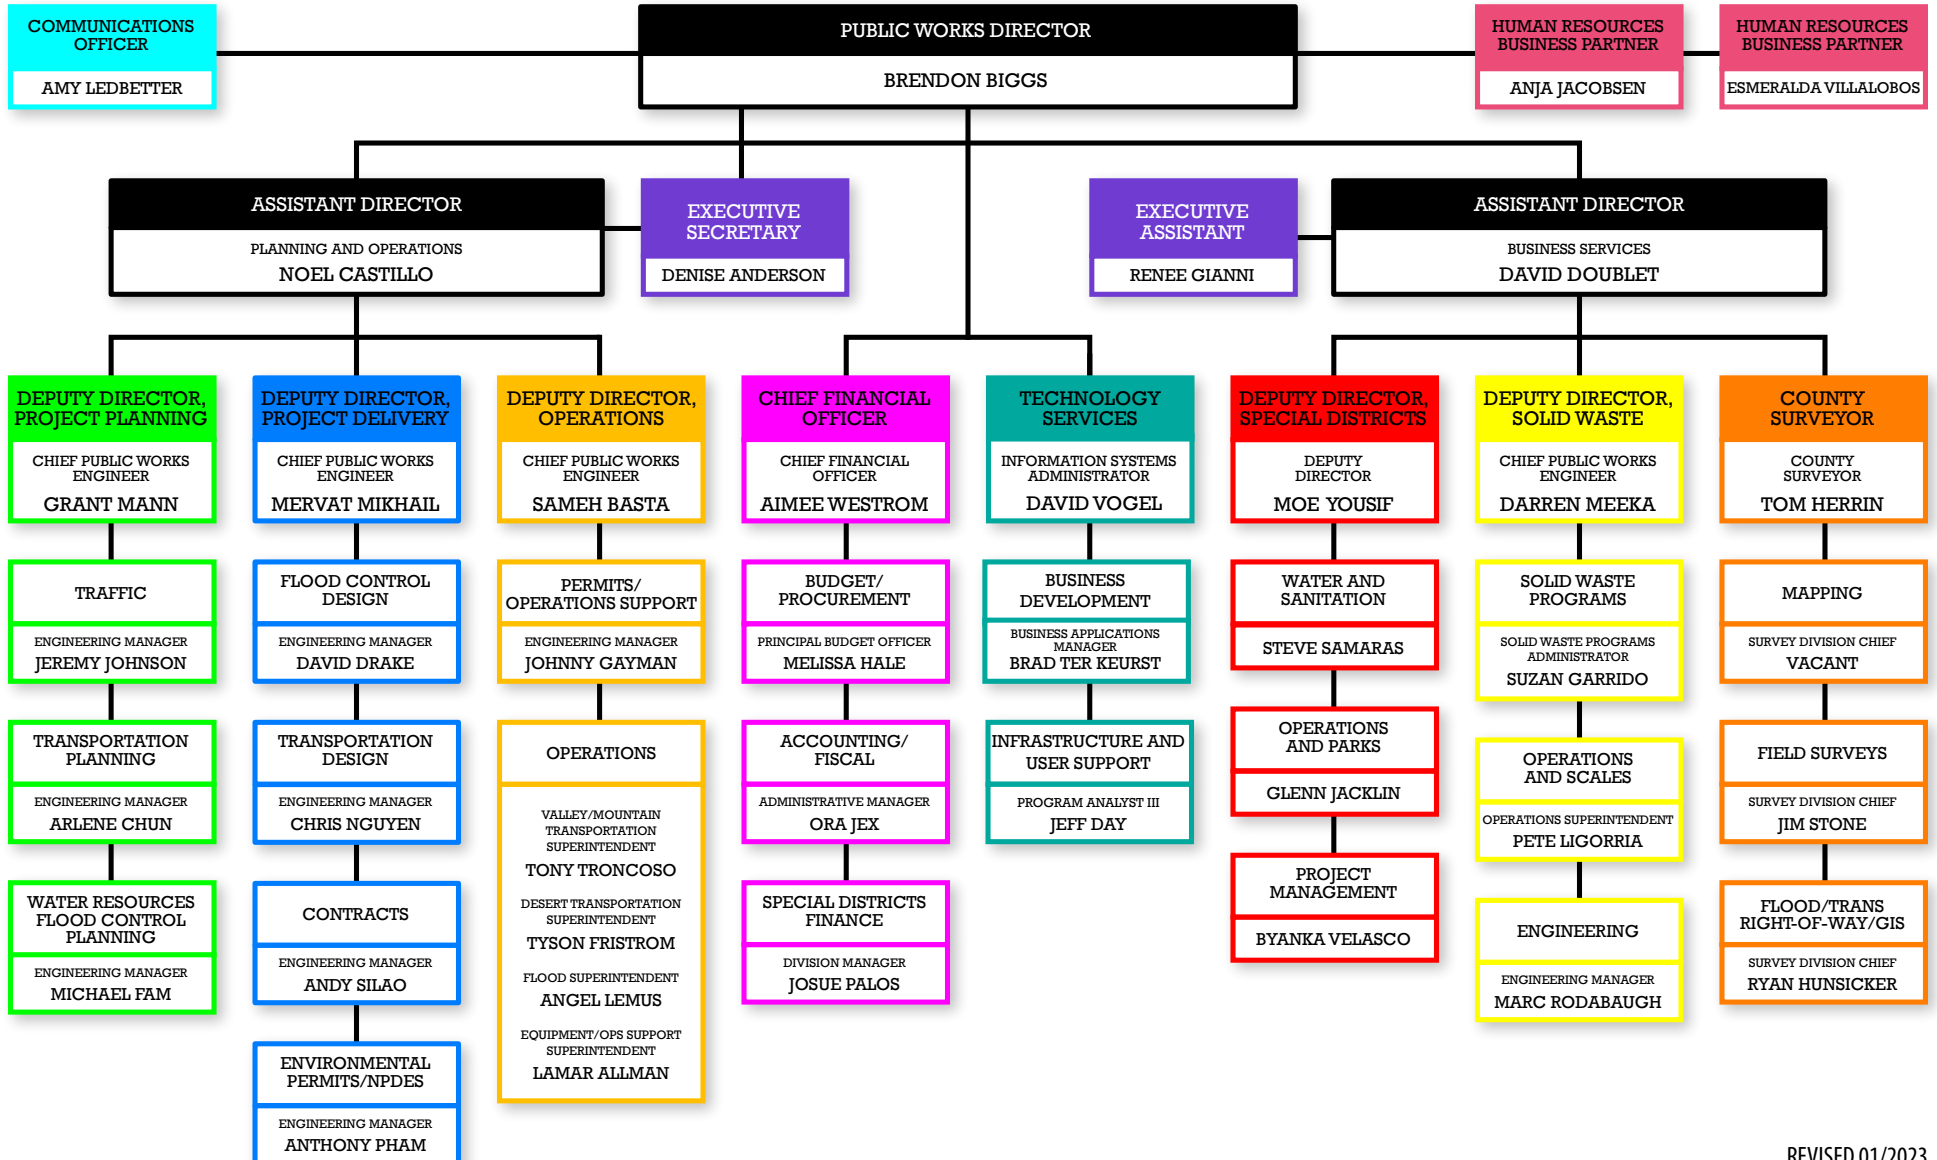 COMMUNICATIONS
OFFICER
AMY LEDBETTER
PUBLIC WORKS DIRECTOR
BRENDON BIGGS
HUMAN RESOURCES
BUSINESS PARTNER
ANJA JACOBSEN
HUMAN RESOURCES
BUSINESS PARTNER
ESMERALDA VILLALOBOS
ASSISTANT DIRECTOR
PLANNING AND OPERATIONS
NOEL CASTILLO
EXECUTIVE
SECRETARY
DENISE ANDERSON
EXECUTIVE
ASSISTANT
RENEE GIANNI
ASSISTANT DIRECTOR
BUSINESS SERVICES
DAVID DOUBLET
DEPUTY DIRECTOR,
PROJECT PLANNING
CHIEF PUBLIC WORKS
ENGINEER
GRANT MANN
TRAFFIC
ENGINEERING MANAGER
JEREMY JOHNSON
TRANSPORTATION
PLANNING
ENGINEERING MANAGER
ARLENE CHUN
WATER RESOURCES
FLOOD CONTROL
PLANNING
ENGINEERING MANAGER
MICHAEL FAM
DEPUTY DIRECTOR,
PROJECT DELIVERY
CHIEF PUBLIC WORKS
ENGINEER
MERVAT MIKHAIL
FLOOD CONTROL
DESIGN
ENGINEERING MANAGER
DAVID DRAKE
TRANSPORTATION
DESIGN
ENGINEERING MANAGER
CHRIS NGUYEN
CONTRACTS
ENGINEERING MANAGER
ANDY SILAO
ENVIRONMENTAL
PERMITS/NPDES
ENGINEERING MANAGER
ANTHONY PHAM
DEPUTY DIRECTOR,
OPERATIONS
CHIEF PUBLIC WORKS
ENGINEER
SAMEH BASTA
PERMITS/
OPERATIONS SUPPORT
ENGINEERING MANAGER
JOHNNY GAYMAN
OPERATIONS
VALLEY/MOUNTAIN
TRANSPORTATION
SUPERINTENDENT
TONY TRONCOSO
DESERT TRANSPORTATION
SUPERINTENDENT
TYSON FRISTROM
FLOOD SUPERINTENDENT
ANGEL LEMUS
EQUIPMENT/OPS SUPPORT
SUPERINTENDENT
LAMAR ALLMAN
CHIEF FINANCIAL
OFFICER
CHIEF FINANCIAL
OFFICER
AIMEE WESTROM
BUDGET/
PROCUREMENT
PRINCIPAL BUDGET OFFICER
MELISSA HALE
ACCOUNTING/
FISCAL
ADMINISTRATIVE MANAGER
ORA JEX
SPECIAL DISTRICTS
FINANCE
DIVISION MANAGER
JOSUE PALOS
TECHNOLOGY
SERVICES
INFORMATION SYSTEMS
ADMINISTRATOR
DAVID VOGEL
BUSINESS
DEVELOPMENT
BUSINESS APPLICATIONS
MANAGER
BRAD TER KEURST
INFRASTRUCTURE AND
USER SUPPORT
PROGRAM ANALYST III
JEFF DAY
DEPUTY DIRECTOR,
SPECIAL DISTRICTS
DEPUTY
DIRECTOR
MOE YOUSIF
WATER AND
SANITATION
STEVE SAMARAS
OPERATIONS
AND PARKS
GLENN JACKLIN
PROJECT
MANAGEMENT
BYANKA VELASCO
DEPUTY DIRECTOR,
SOLID WASTE
CHIEF PUBLIC WORKS
ENGINEER
DARREN MEEKA
SOLID WASTE
PROGRAMS
SOLID WASTE PROGRAMS
ADMINISTRATOR
SUZAN GARRIDO
OPERATIONS
AND SCALES
OPERATIONS SUPERINTENDENT
PETE LIGORRIA
ENGINEERING
ENGINEERING MANAGER
MARC RODABAUGH
COUNTY
SURVEYOR
COUNTY
SURVEYOR
TOM HERRIN
MAPPING
SURVEY DIVISION CHIEF
VACANT
FIELD SURVEYS
SURVEY DIVISION CHIEF
JIM STONE
FLOOD/TRANS
RIGHT-OF-WAY/GIS
SURVEY DIVISION CHIEF
RYAN HUNSICKER
REVISED 01/2023